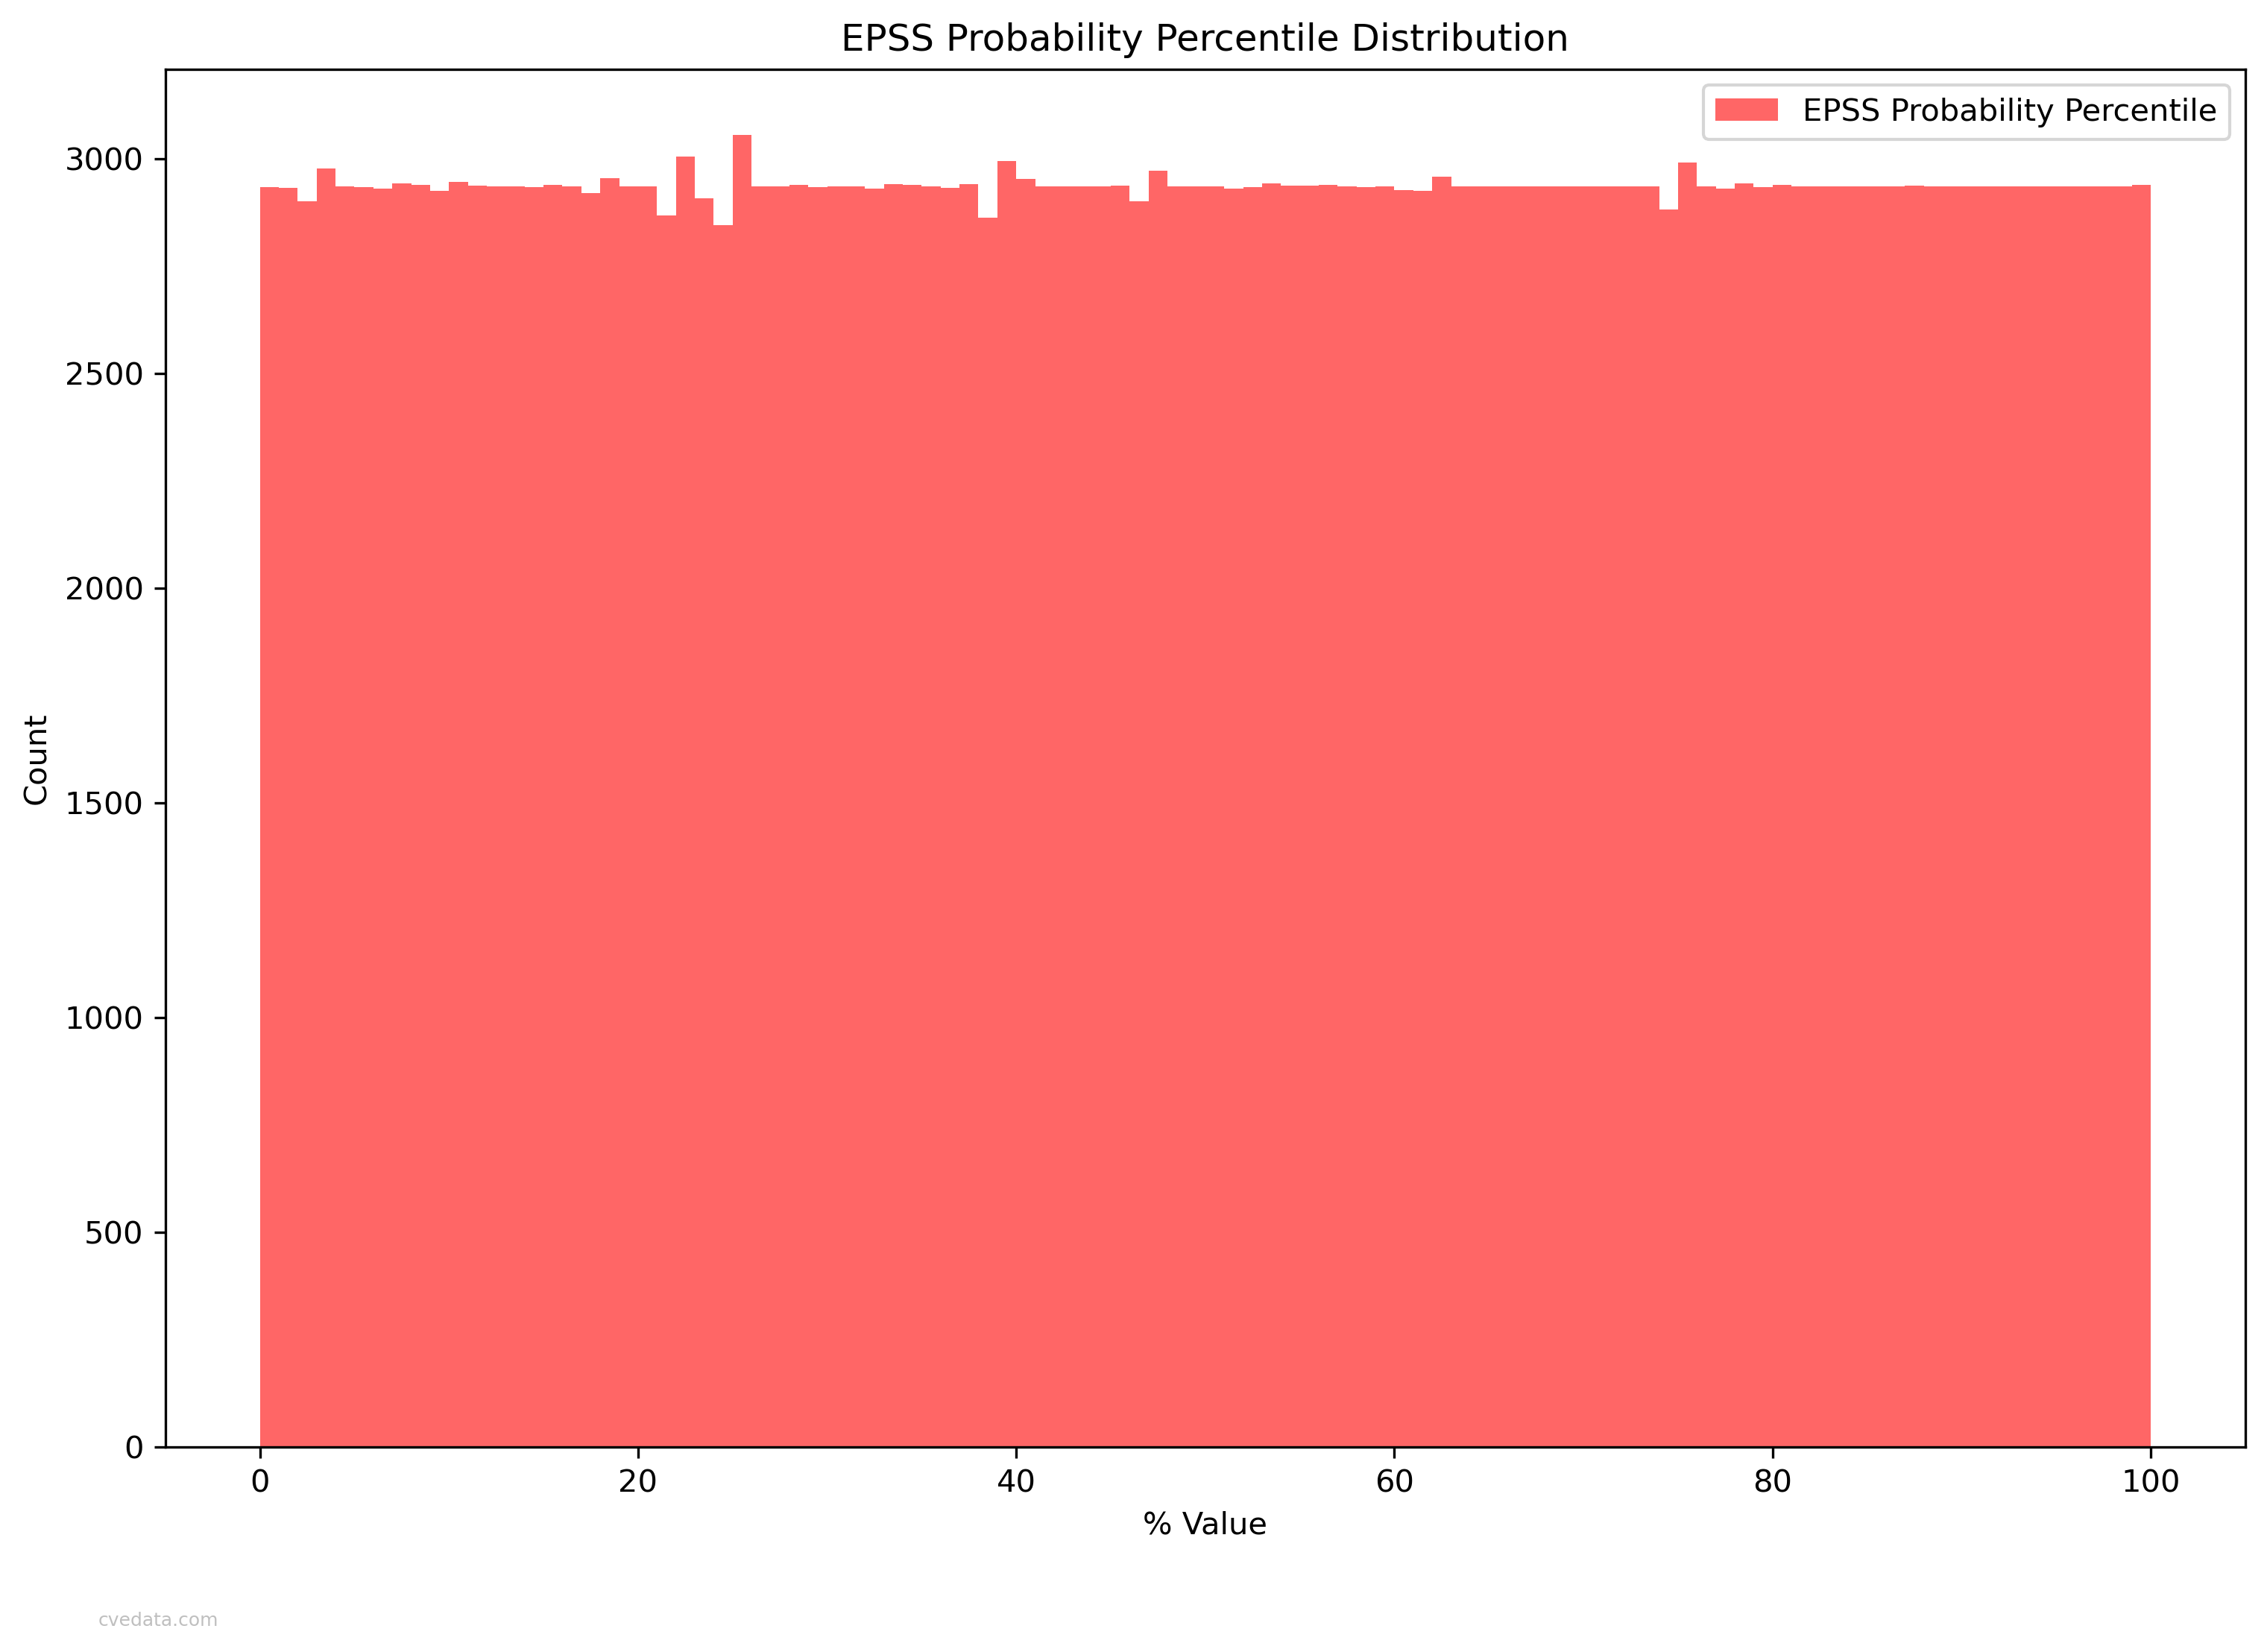 EPSS Probability Percentile Distribution
EPSS Probability Percentile
3000
2500
2000
1500
1000
500
0
Count
0 20 40 60 80 100
% Value
cvedata.com